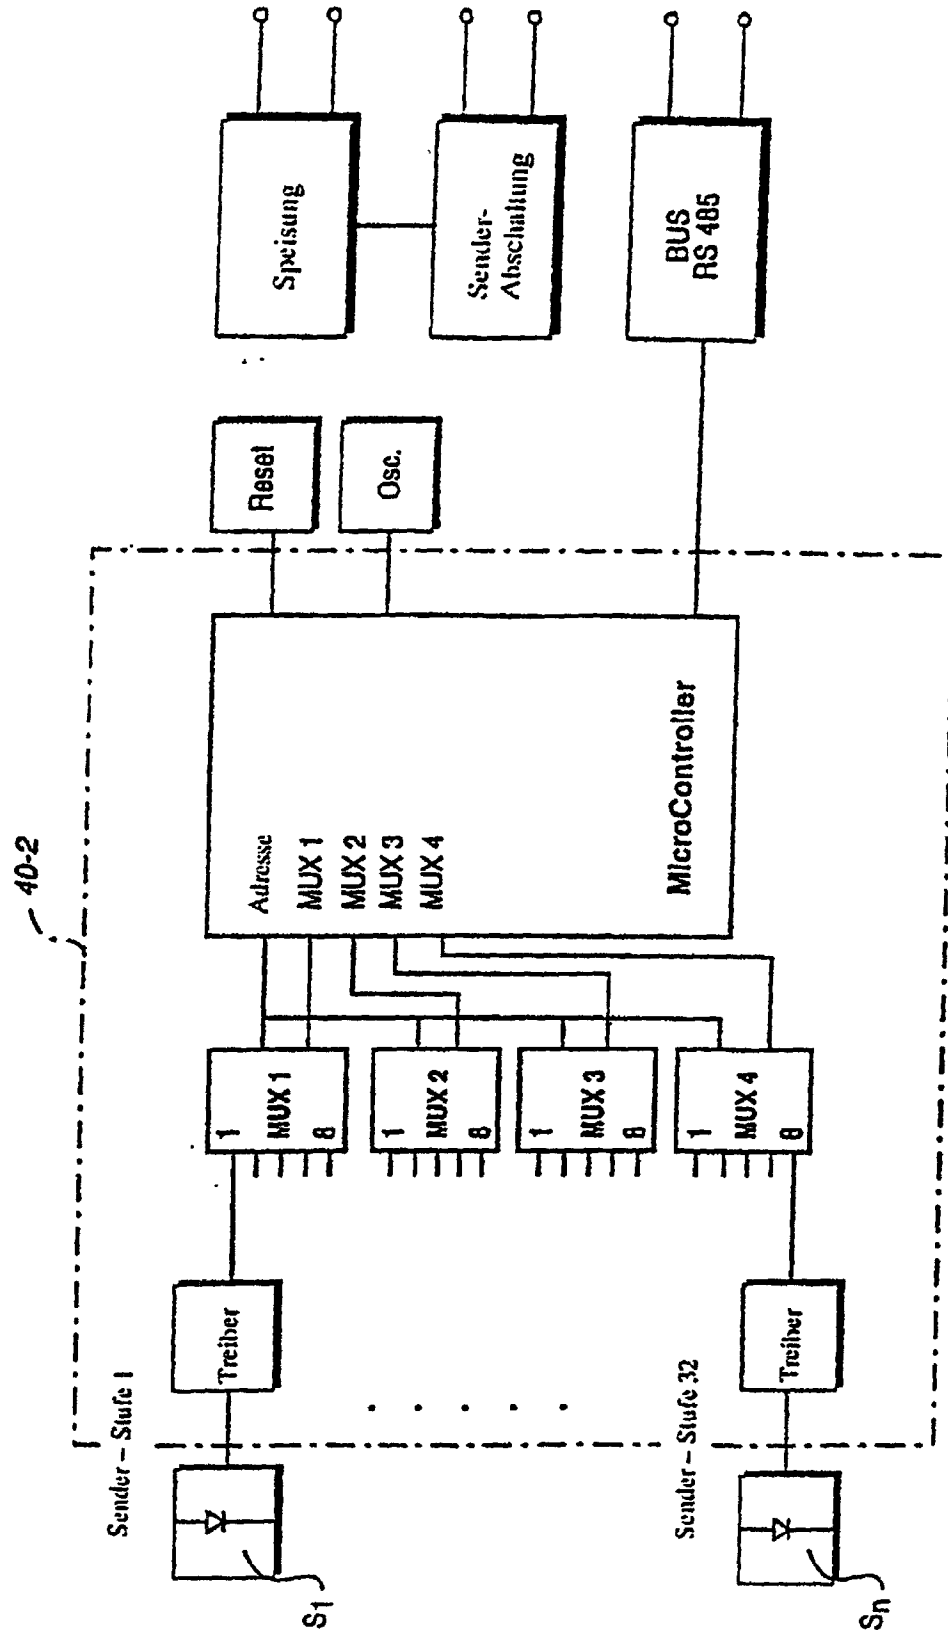 40-2
Sender – Stufe 1
S1
Treiber
1
MUX 1
8
Adresse
MUX 1
MUX 2
MUX 3
MUX 4
MicroController
Reset
Osc.
Speisung
Sender-
Abschaltung
BUS
RS 485
1
MUX 2
8
1
MUX 3
8
1
MUX 4
8
Sender – Stufe 32
Sn
Treiber